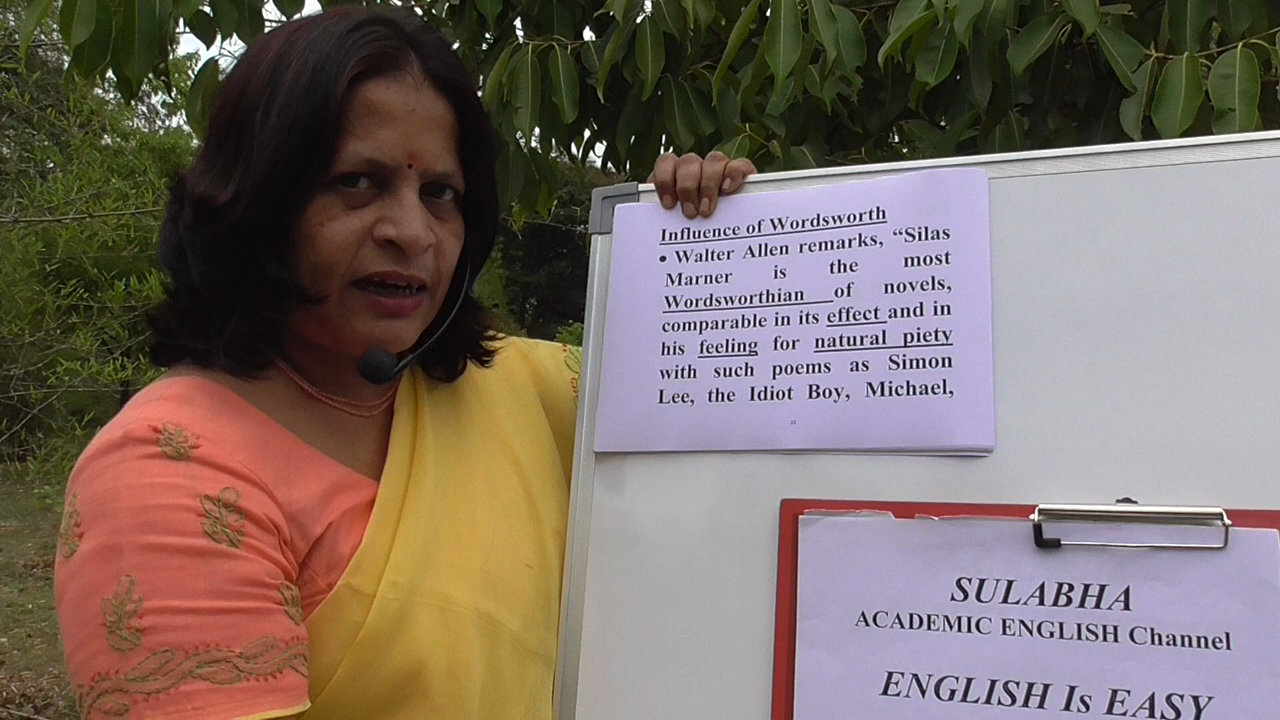 Influence of Wordsworth
• Walter Allen remarks, “Silas
Marner is the most
Wordsworthian of novels,
comparable in its effect and in
his feeling for natural piety
with such poems as Simon
Lee, the Idiot Boy, Michael,
SULABHA
ACADEMIC ENGLISH Channel
ENGLISH Is EASY